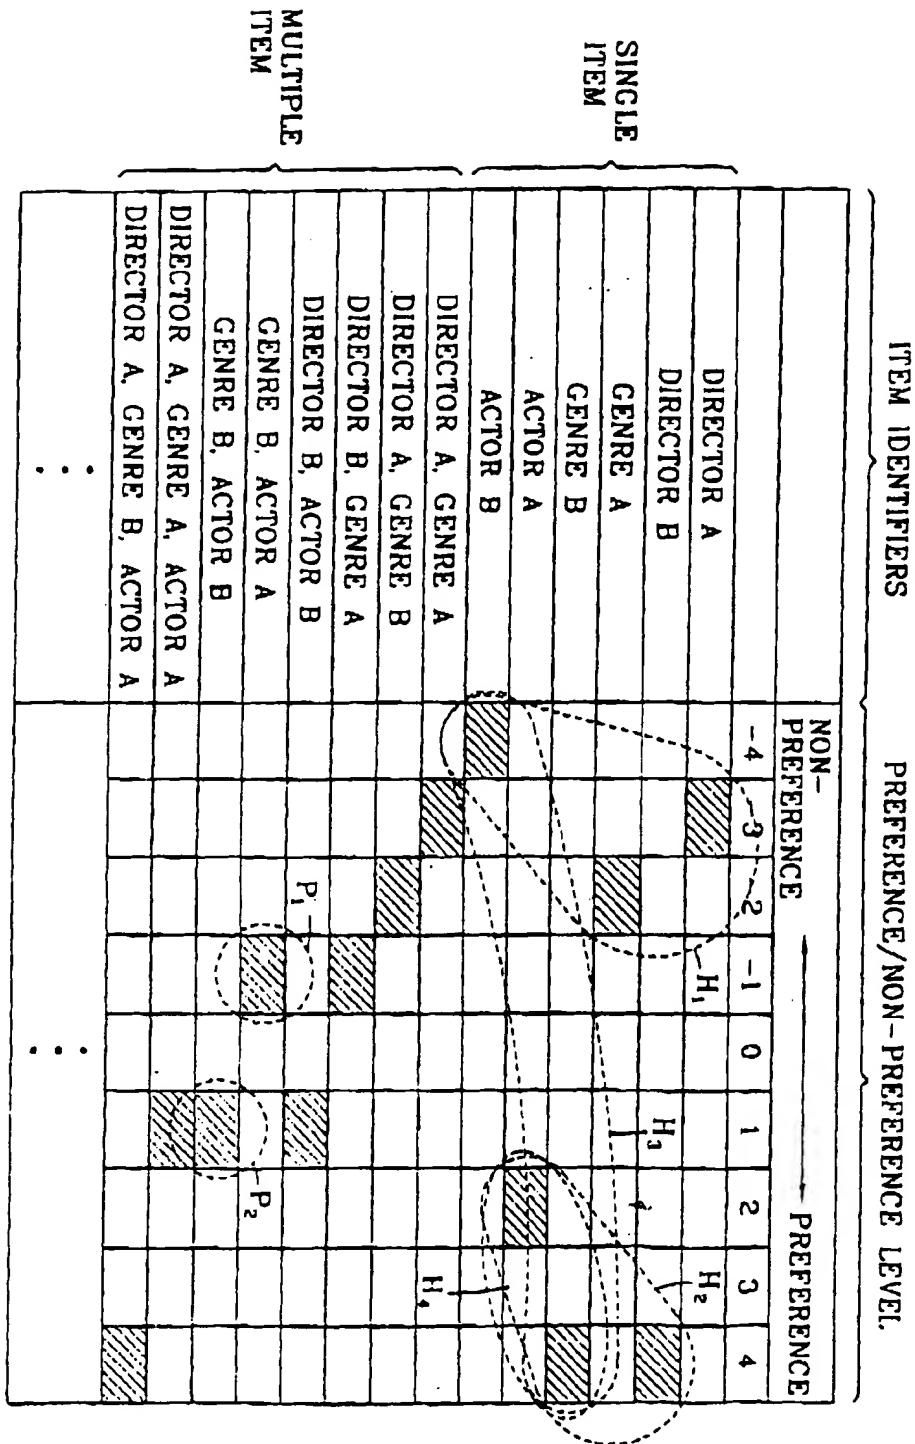 ITEM IDENTIFIERS
PREFERENCE/NON-PREFERENCE LEVEL
NON-
PREFERENCE
PREFERENCE
-4
-3
-2
-1
0
1
2
3
4
SINGLE
ITEM
DIRECTOR A
DIRECTOR B
GENRE A
GENRE B
ACTOR A
ACTOR B
MULTIPLE
ITEM
DIRECTOR A, GENRE A
DIRECTOR A, GENRE B
DIRECTOR B, GENRE A
DIRECTOR B, ACTOR B
GENRE B, ACTOR A
GENRE B, ACTOR B
DIRECTOR A, GENRE A, ACTOR A
DIRECTOR A, GENRE B, ACTOR A
H1
H3
H2
H4
P1
P2